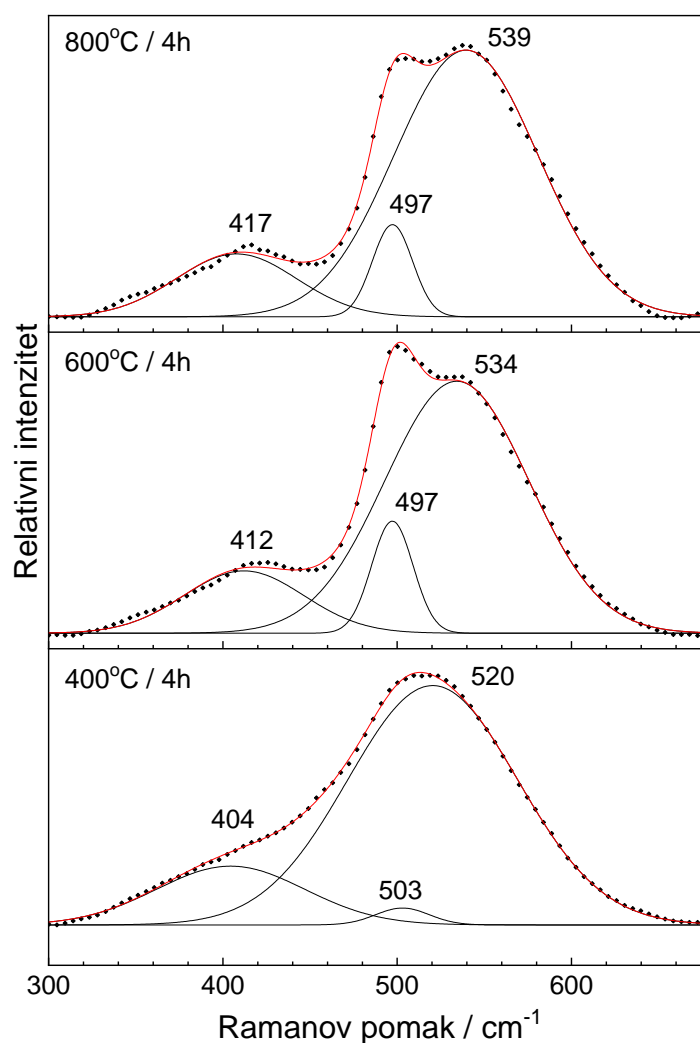 800°C / 4h
539
417
497
600°C / 4h
534
497
412
400°C / 4h
520
404
503
300 400 500 600
Ramanov pomak / cm⁻¹
Relativni intenzitet